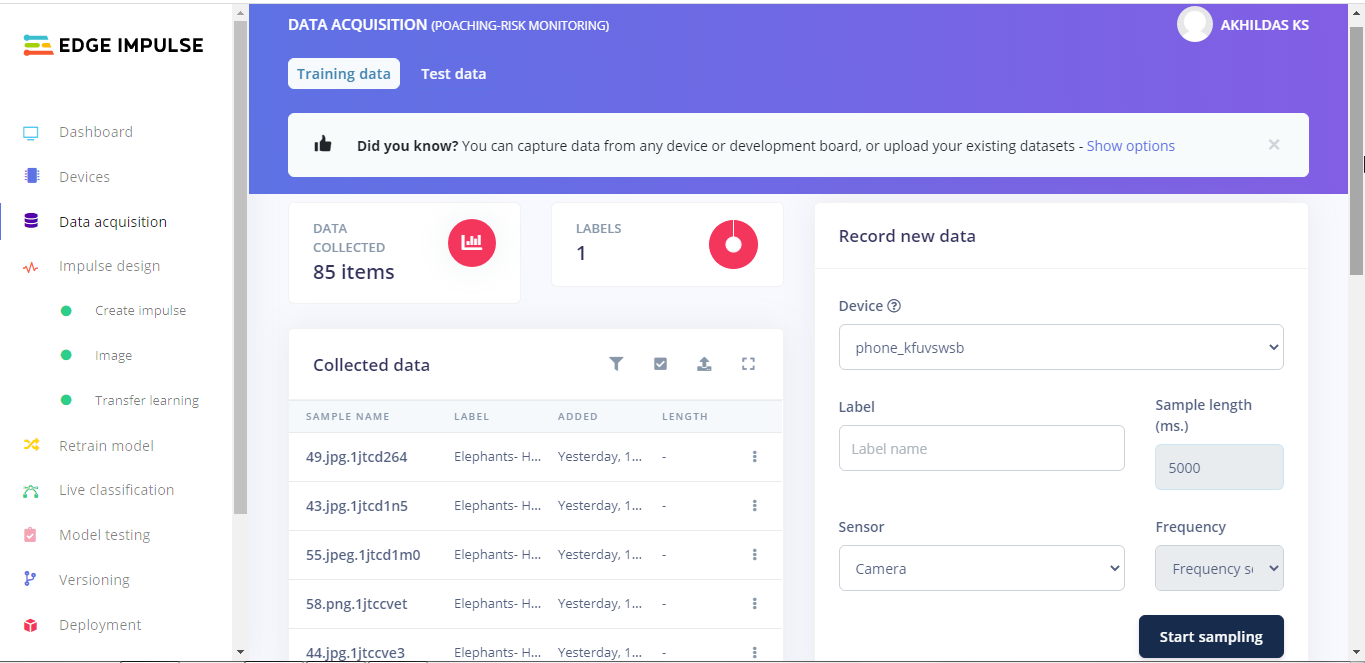 EDGE IMPULSE
Dashboard
Devices
Data acquisition
Impulse design
Create impulse
Image
Transfer learning
Retrain model
Live classification
Model testing
Versioning
Deployment
DATA ACQUISITION (POACHING-RISK MONITORING)
AKHILDAS KS
Training data
Test data
Did you know? You can capture data from any device or development board, or upload your existing datasets - Show options
×
DATA
COLLECTED
85 items
LABELS
1
Collected data
SAMPLE NAME LABEL ADDED LENGTH
49.jpg.1jtcd264 Elephants- H... Yesterday, 1... -
43.jpg.1jtcd1n5 Elephants- H... Yesterday, 1... -
55.jpeg.1jtcd1m0 Elephants- H... Yesterday, 1... -
58.png.1jtccvet Elephants- H... Yesterday, 1... -
44.jpg.1jtccve3 Elephants- H... Yesterday, 1... -
Record new data
Device ?
phone_kfuvswsb
Label
Label name
Sample length
(ms.)
5000
Sensor
Camera
Frequency
Frequency se
Start sampling